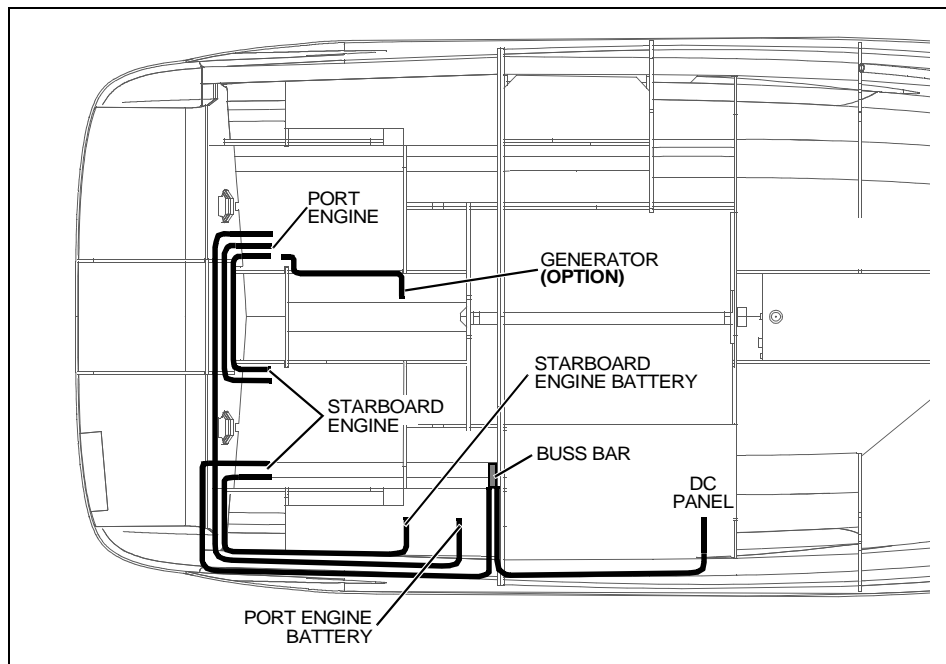 PORT
ENGINE
GENERATOR
(OPTION)
STARBOARD
ENGINE BATTERY
STARBOARD
ENGINE
BUSS BAR
DC
PANEL
PORT ENGINE
BATTERY